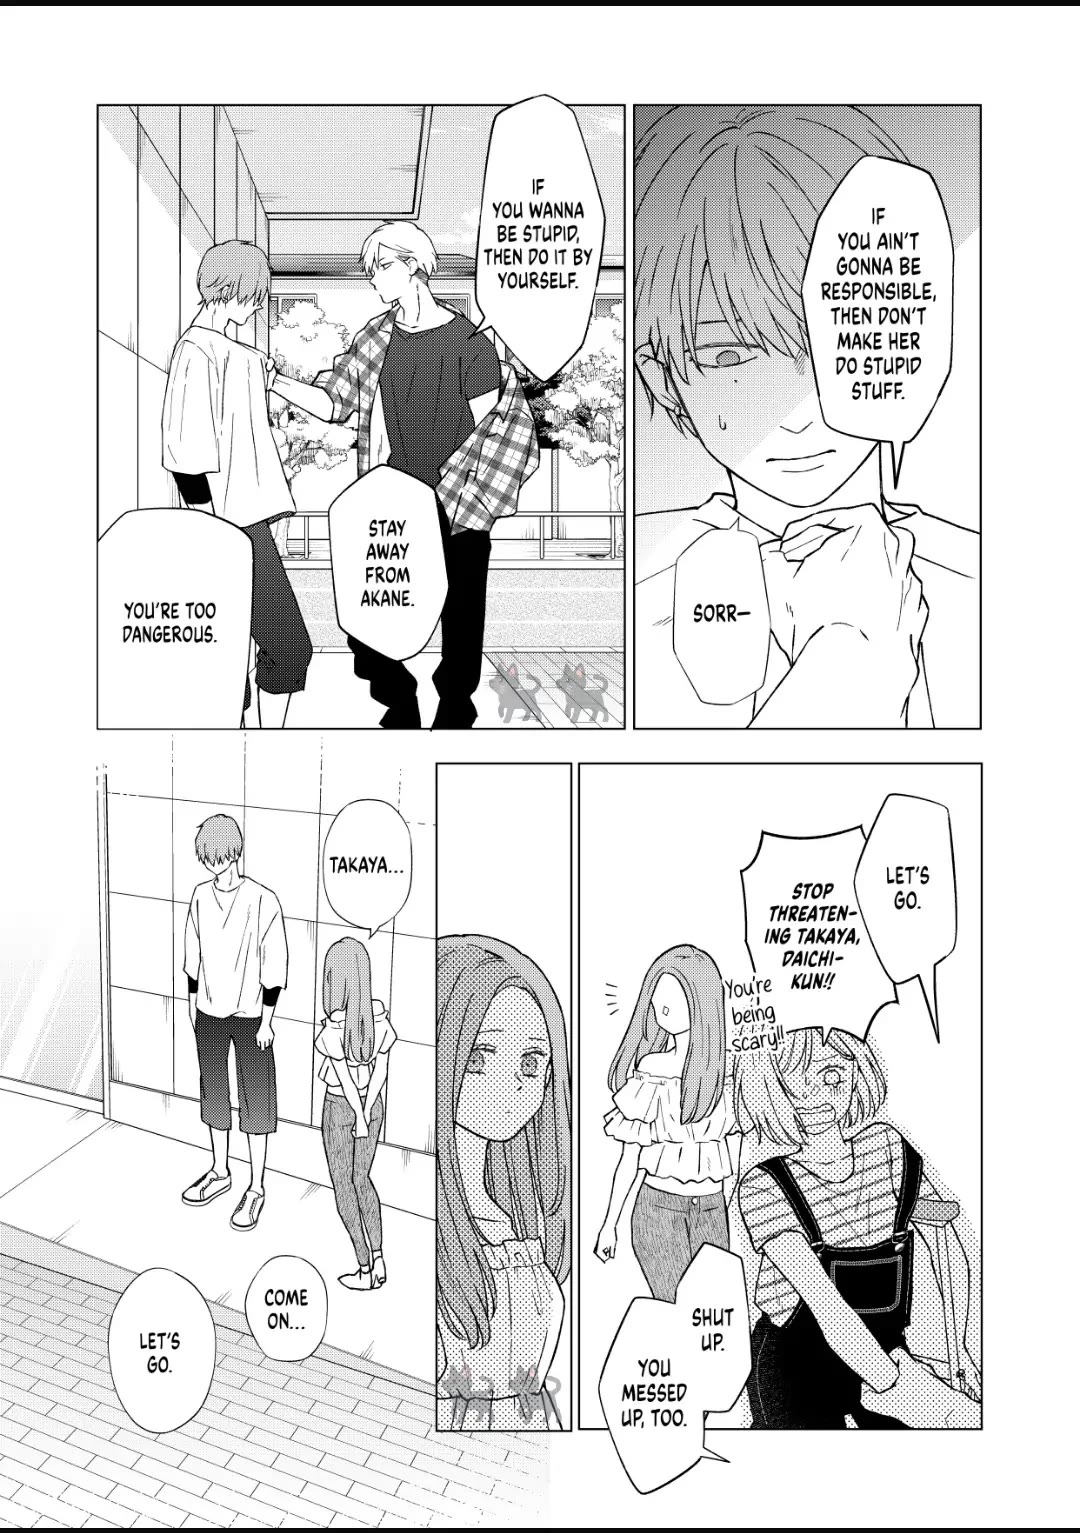 IF
YOU AIN'T
GONNA BE
RESPONSIBLE,
THEN DON'T
MAKE HER
DO STUPID
STUFF.
SORR—
IF
YOU WANNA
BE STUPID,
THEN DO IT BY
YOURSELF.
STAY
AWAY
FROM
AKANE.
YOU'RE TOO
DANGEROUS.
LET'S
GO.
STOP
THREATEN-
ING TAKAYA,
DAICHI-
KUN!!
You're
being
scary!!
SHUT
UP.
YOU
MESSED
UP, TOO.
TAKAYA...
COME
ON...
LET'S
GO.